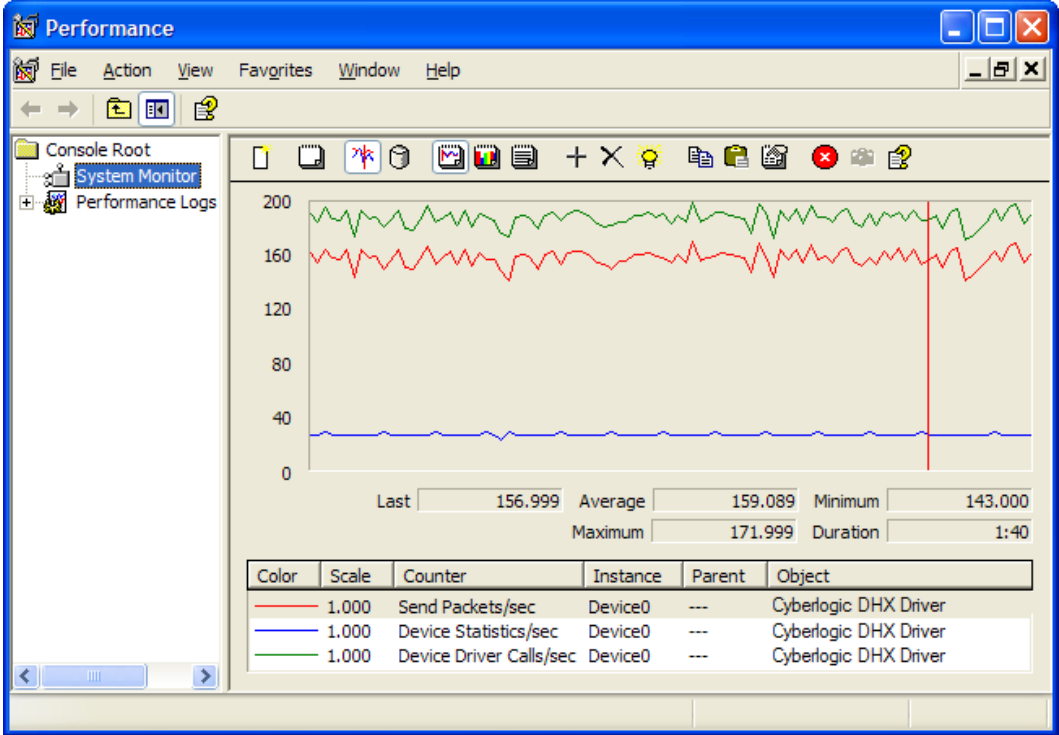 Performance
File Action View Favorites Window Help
Console Root
System Monitor
Performance Logs
200
160
120
80
40
0
Last 156.999 Average 159.089 Minimum 143.000
Maximum 171.999 Duration 1:40
Color Scale Counter Instance Parent Object
1.000 Send Packets/sec Device0 --- Cyberlogic DHX Driver
1.000 Device Statistics/sec Device0 --- Cyberlogic DHX Driver
1.000 Device Driver Calls/sec Device0 --- Cyberlogic DHX Driver